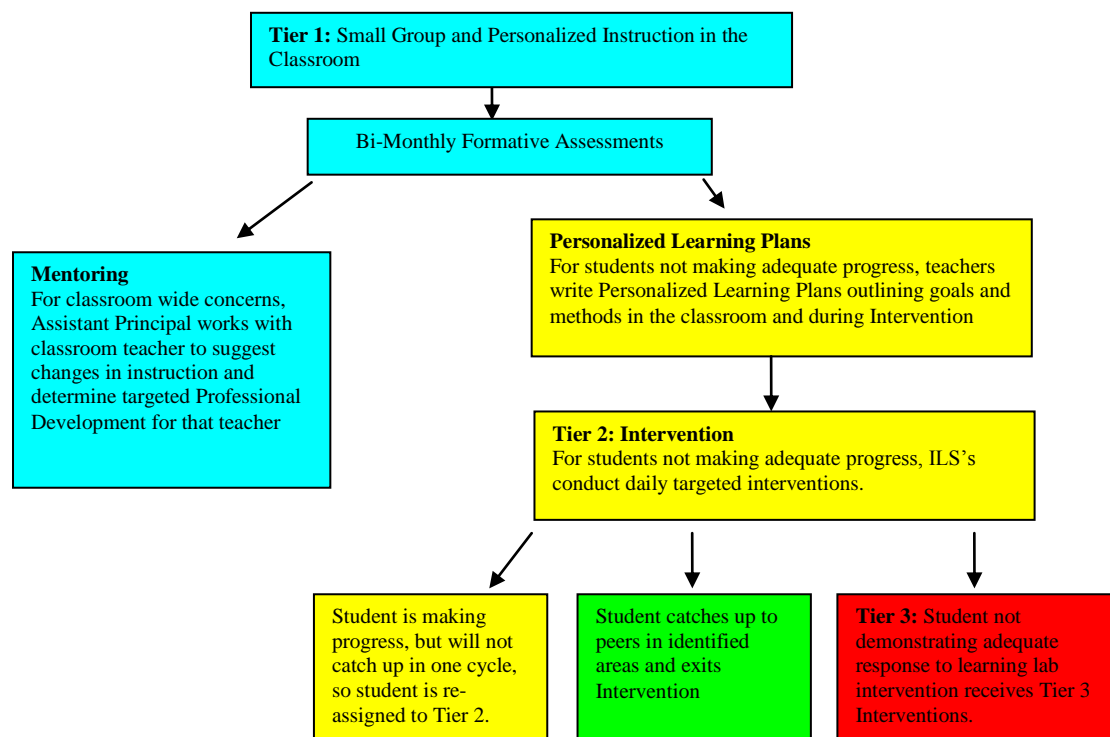 Tier 1: Small Group and Personalized Instruction in the
Classroom
Bi-Monthly Formative Assessments
Mentoring
For classroom wide concerns,
Assistant Principal works with
classroom teacher to suggest
changes in instruction and
determine targeted Professional
Development for that teacher
Personalized Learning Plans
For students not making adequate progress, teachers
write Personalized Learning Plans outlining goals and
methods in the classroom and during Intervention
Tier 2: Intervention
For students not making adequate progress, ILS’s
conduct daily targeted interventions.
Student is making
progress, but will not
catch up in one cycle,
so student is re-
assigned to Tier 2.
Student catches up to
peers in identified
areas and exits
Intervention
Tier 3: Student not
demonstrating adequate
response to learning lab
intervention receives Tier 3
Interventions.